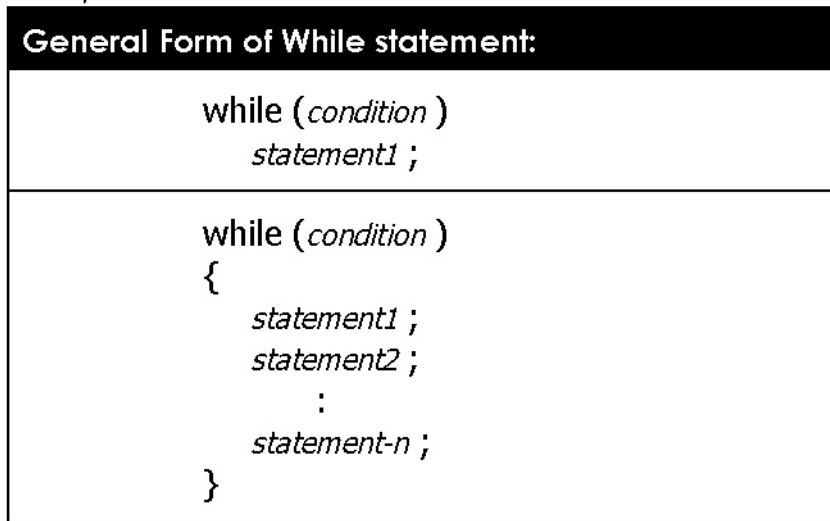 General Form of While statement:
while (condition )
statement1 ;
while (condition )
{
statement1 ;
statement2 ;
:
statement-n ;
}